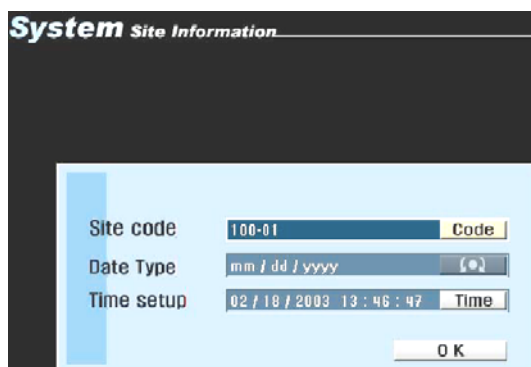 System Site Information
Site code 100-01 Code
Date Type mm / dd / yyyy
Time setup 02 / 18 / 2003 13 : 46 : 47 Time
OK